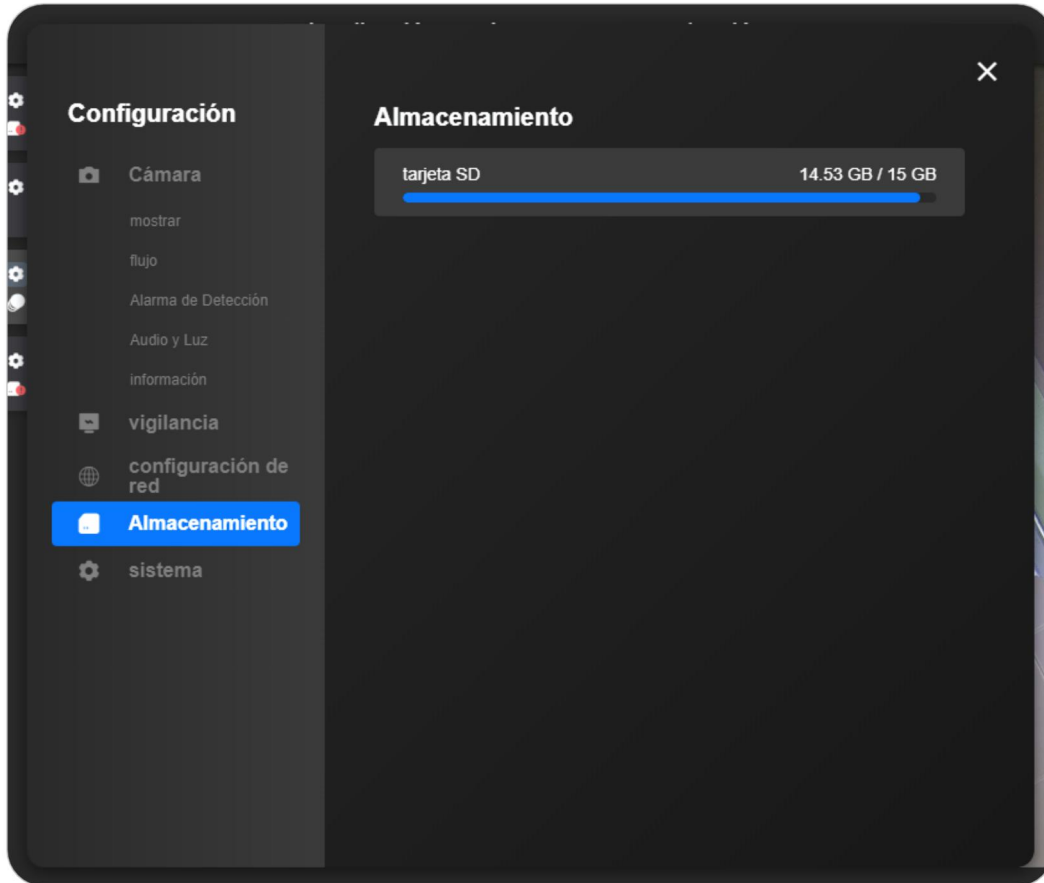 Configuración
Cámara
mostrar
flujo
Alarma de Detección
Audio y Luz
información
vigilancia
configuración de
red
Almacenamiento
sistema
Almacenamiento
tarjeta SD 14.53 GB / 15 GB